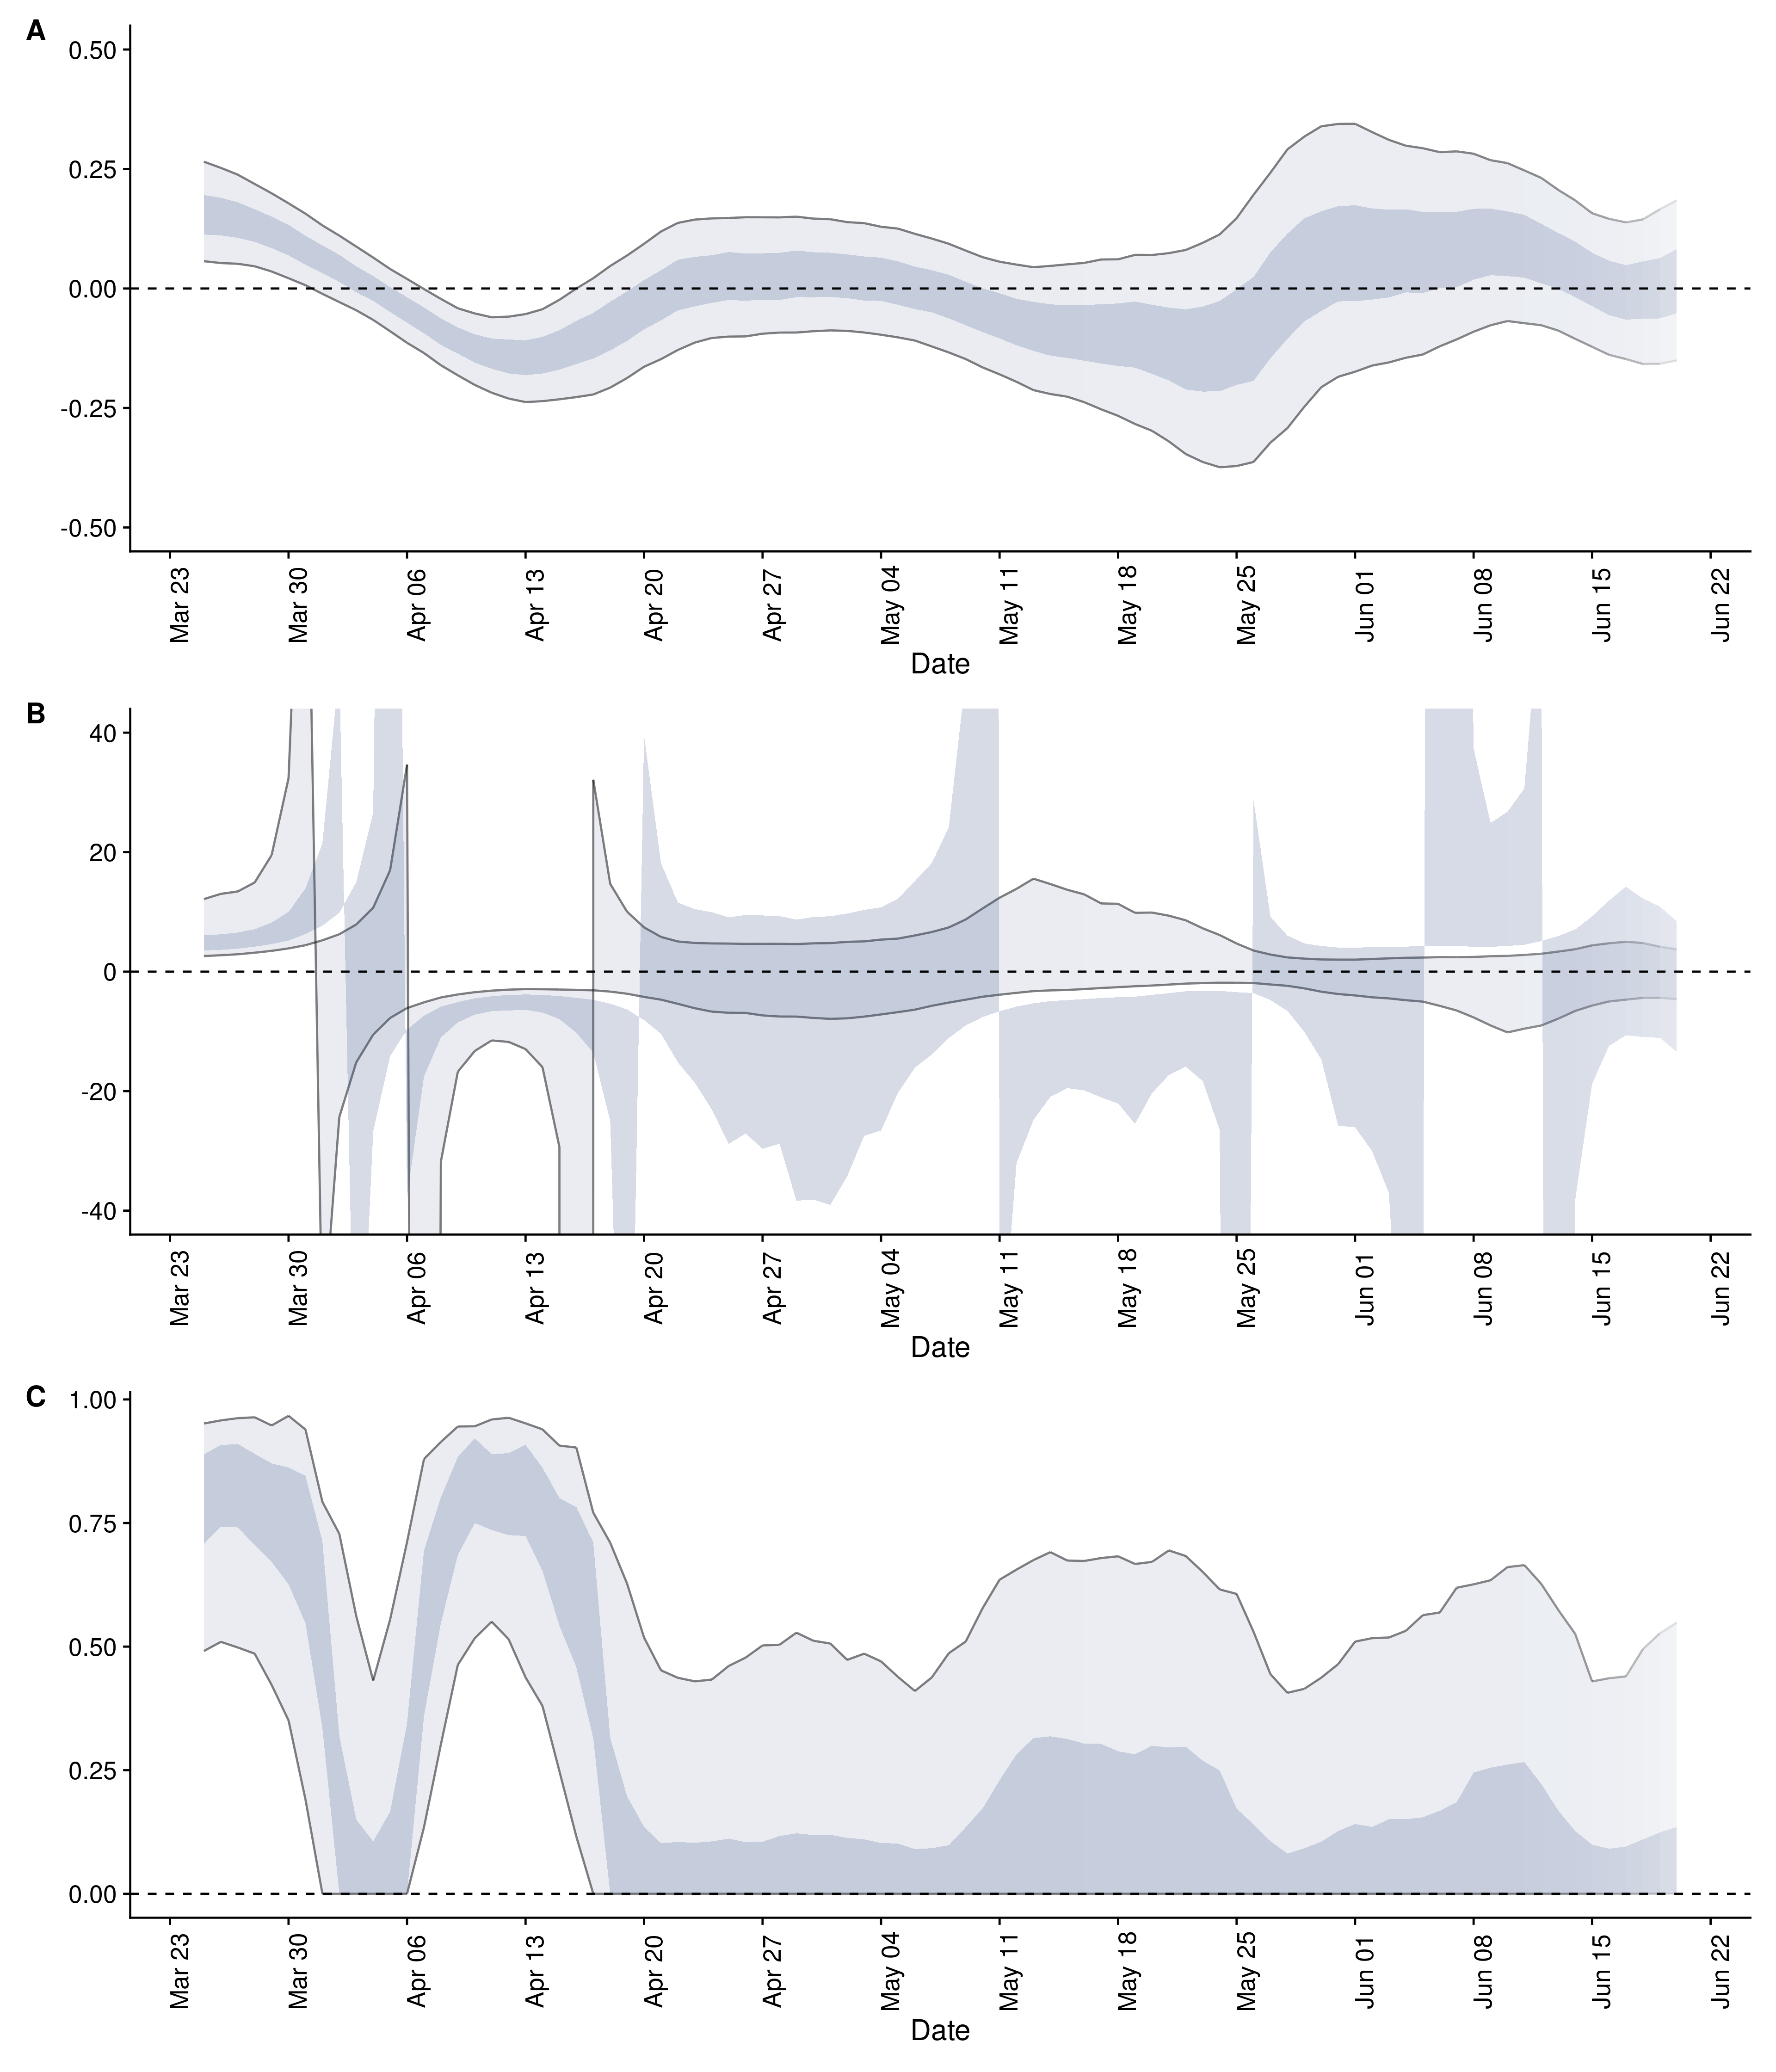 A
0.50
0.25
0.00
-0.25
-0.50
Mar 23
Mar 30
Apr 06
Apr 13
Apr 20
Apr 27
May 04
May 11
May 18
May 25
Jun 01
Jun 08
Jun 15
Jun 22
Date
B
40
20
0
-20
-40
Mar 23
Mar 30
Apr 06
Apr 13
Apr 20
Apr 27
May 04
May 11
May 18
May 25
Jun 01
Jun 08
Jun 15
Jun 22
Date
C
1.00
0.75
0.50
0.25
0.00
Mar 23
Mar 30
Apr 06
Apr 13
Apr 20
Apr 27
May 04
May 11
May 18
May 25
Jun 01
Jun 08
Jun 15
Jun 22
Date